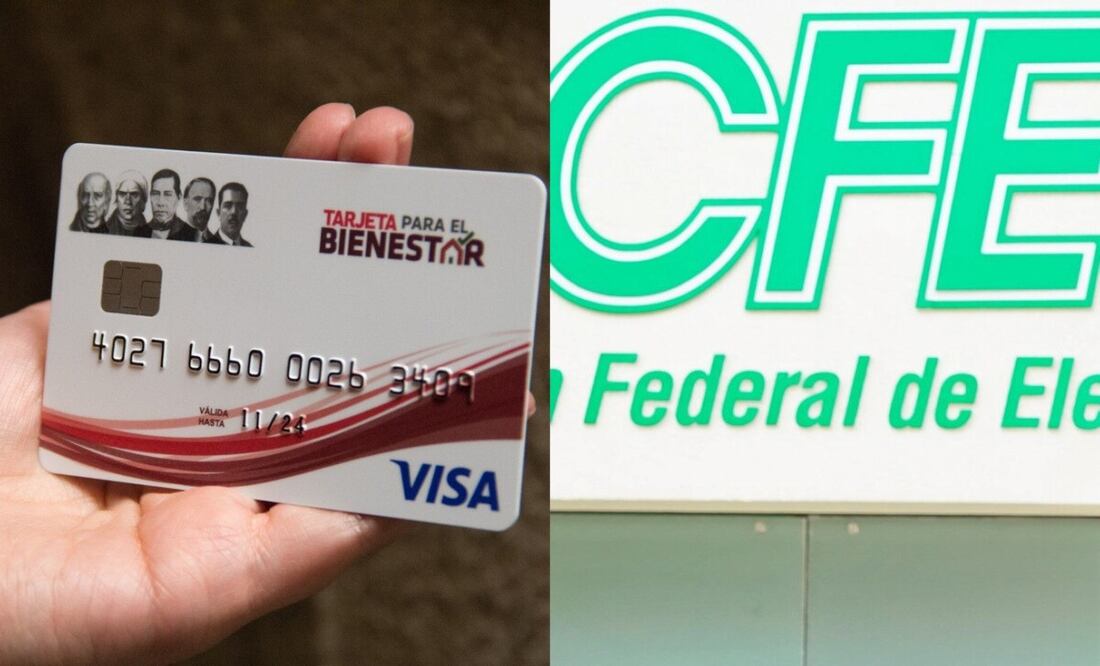 TARJETA PARA EL
BIENESTAR
4027 6660 0026 3409
VÁLIDA
HASTA
11/24
VISA
CFE
n Federal de Ele